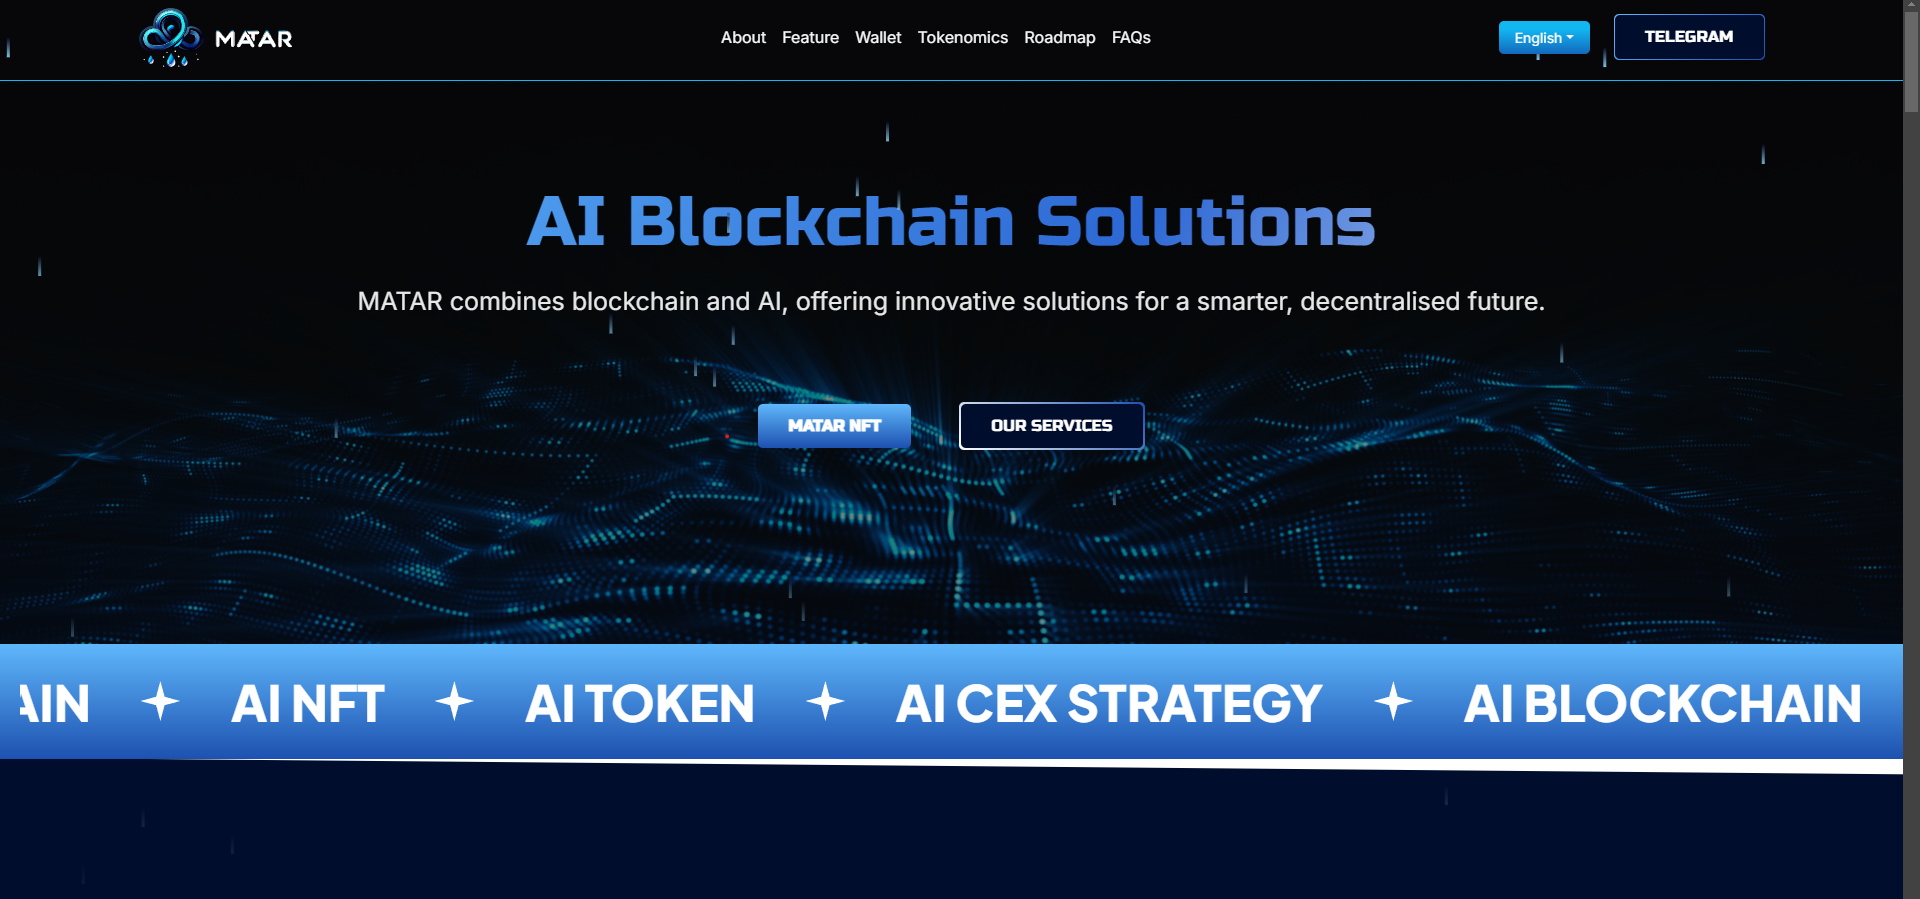 MATAR
About Feature Wallet Tokenomics Roadmap FAQs
English
TELEGRAM
AI Blockchain Solutions
MATAR combines blockchain and AI, offering innovative solutions for a smarter, decentralised future.
MATAR NFT
OUR SERVICES
AIN AI NFT AI TOKEN AI CEX STRATEGY AI BLOCKCHAIN